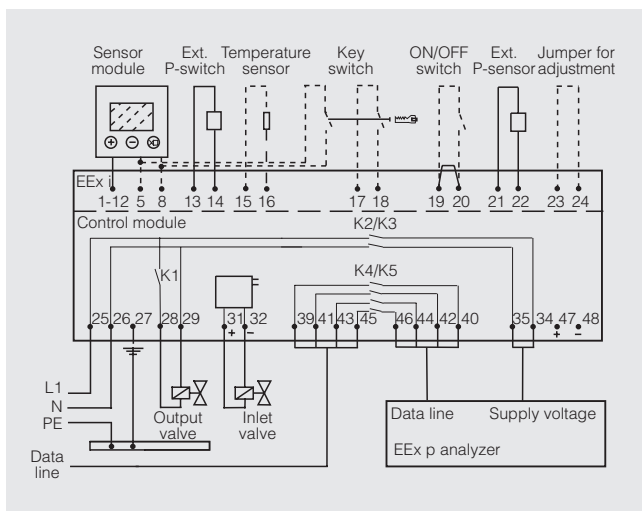 Sensor module
Ext. P-switch
Temperature sensor
Key switch
ON/OFF switch
Ext. P-sensor
Jumper for adjustment
EEx i
1-12 5 8 13 14 15 16 17 18 19 20 21 22 23 24
Control module
K2/K3
K1
K4/K5
25 26 27 28 29 31 32 39 41 43 45 46 44 42 40 35 34 47 48
+ − + −
L1
N
PE
Output valve
Inlet valve
Data line
Data line
Supply voltage
EEx p analyzer